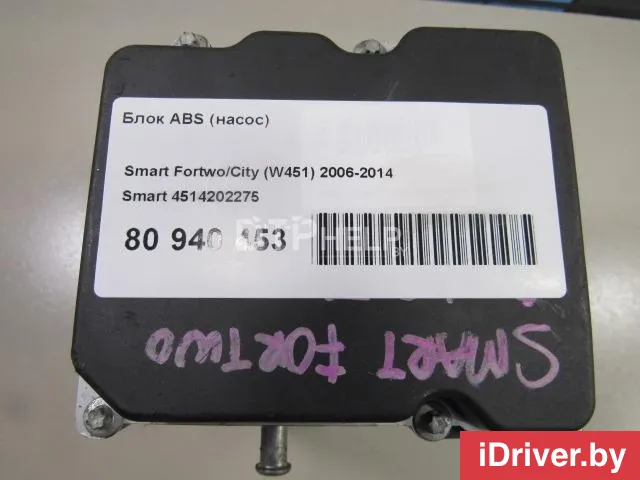 Блок ABS (насос)
Smart Fortwo/City (W451) 2006-2014
Smart 4514202275
80 940 453
SMART FORTWO
iDriver.by